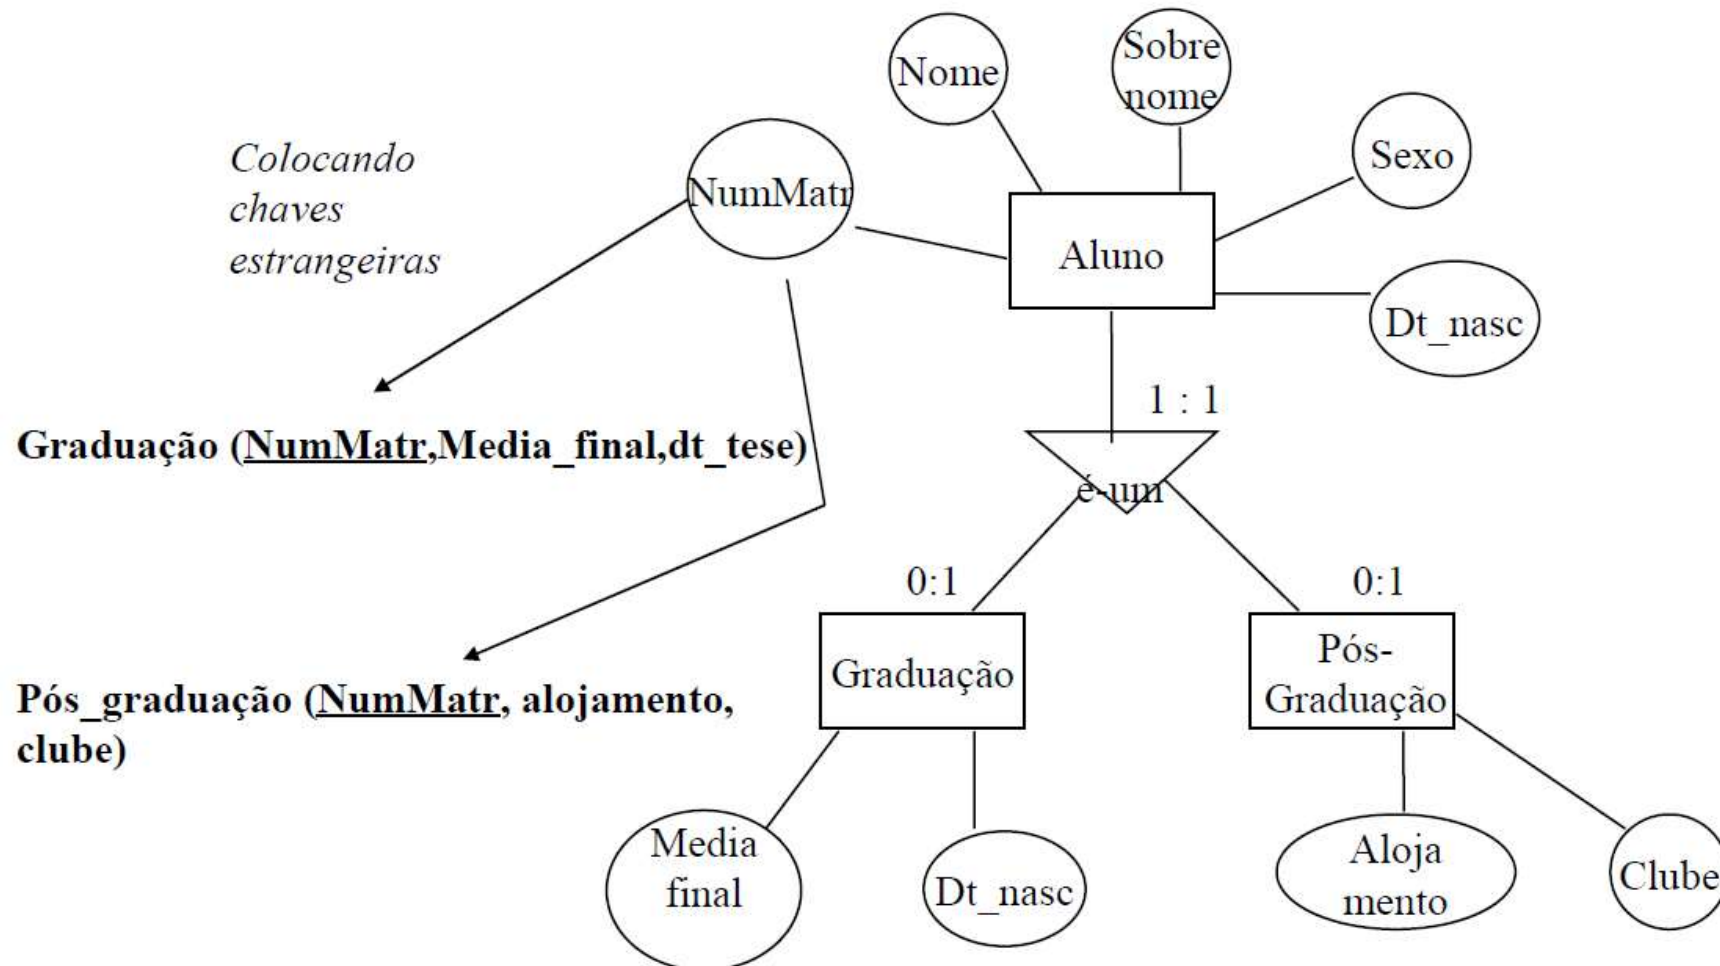 Nome
Sobre
nome
Sexo
Colocando
chaves
estrangeiras
NumMatr
Aluno
Dt_nasc
1 : 1
Graduação (NumMatr,Media_final,dt_tese)
é-um
0:1
0:1
Graduação
Pós-
Graduação
Pós_graduação (NumMatr, alojamento,
clube)
Media
final
Dt_nasc
Aloja
mento
Clube